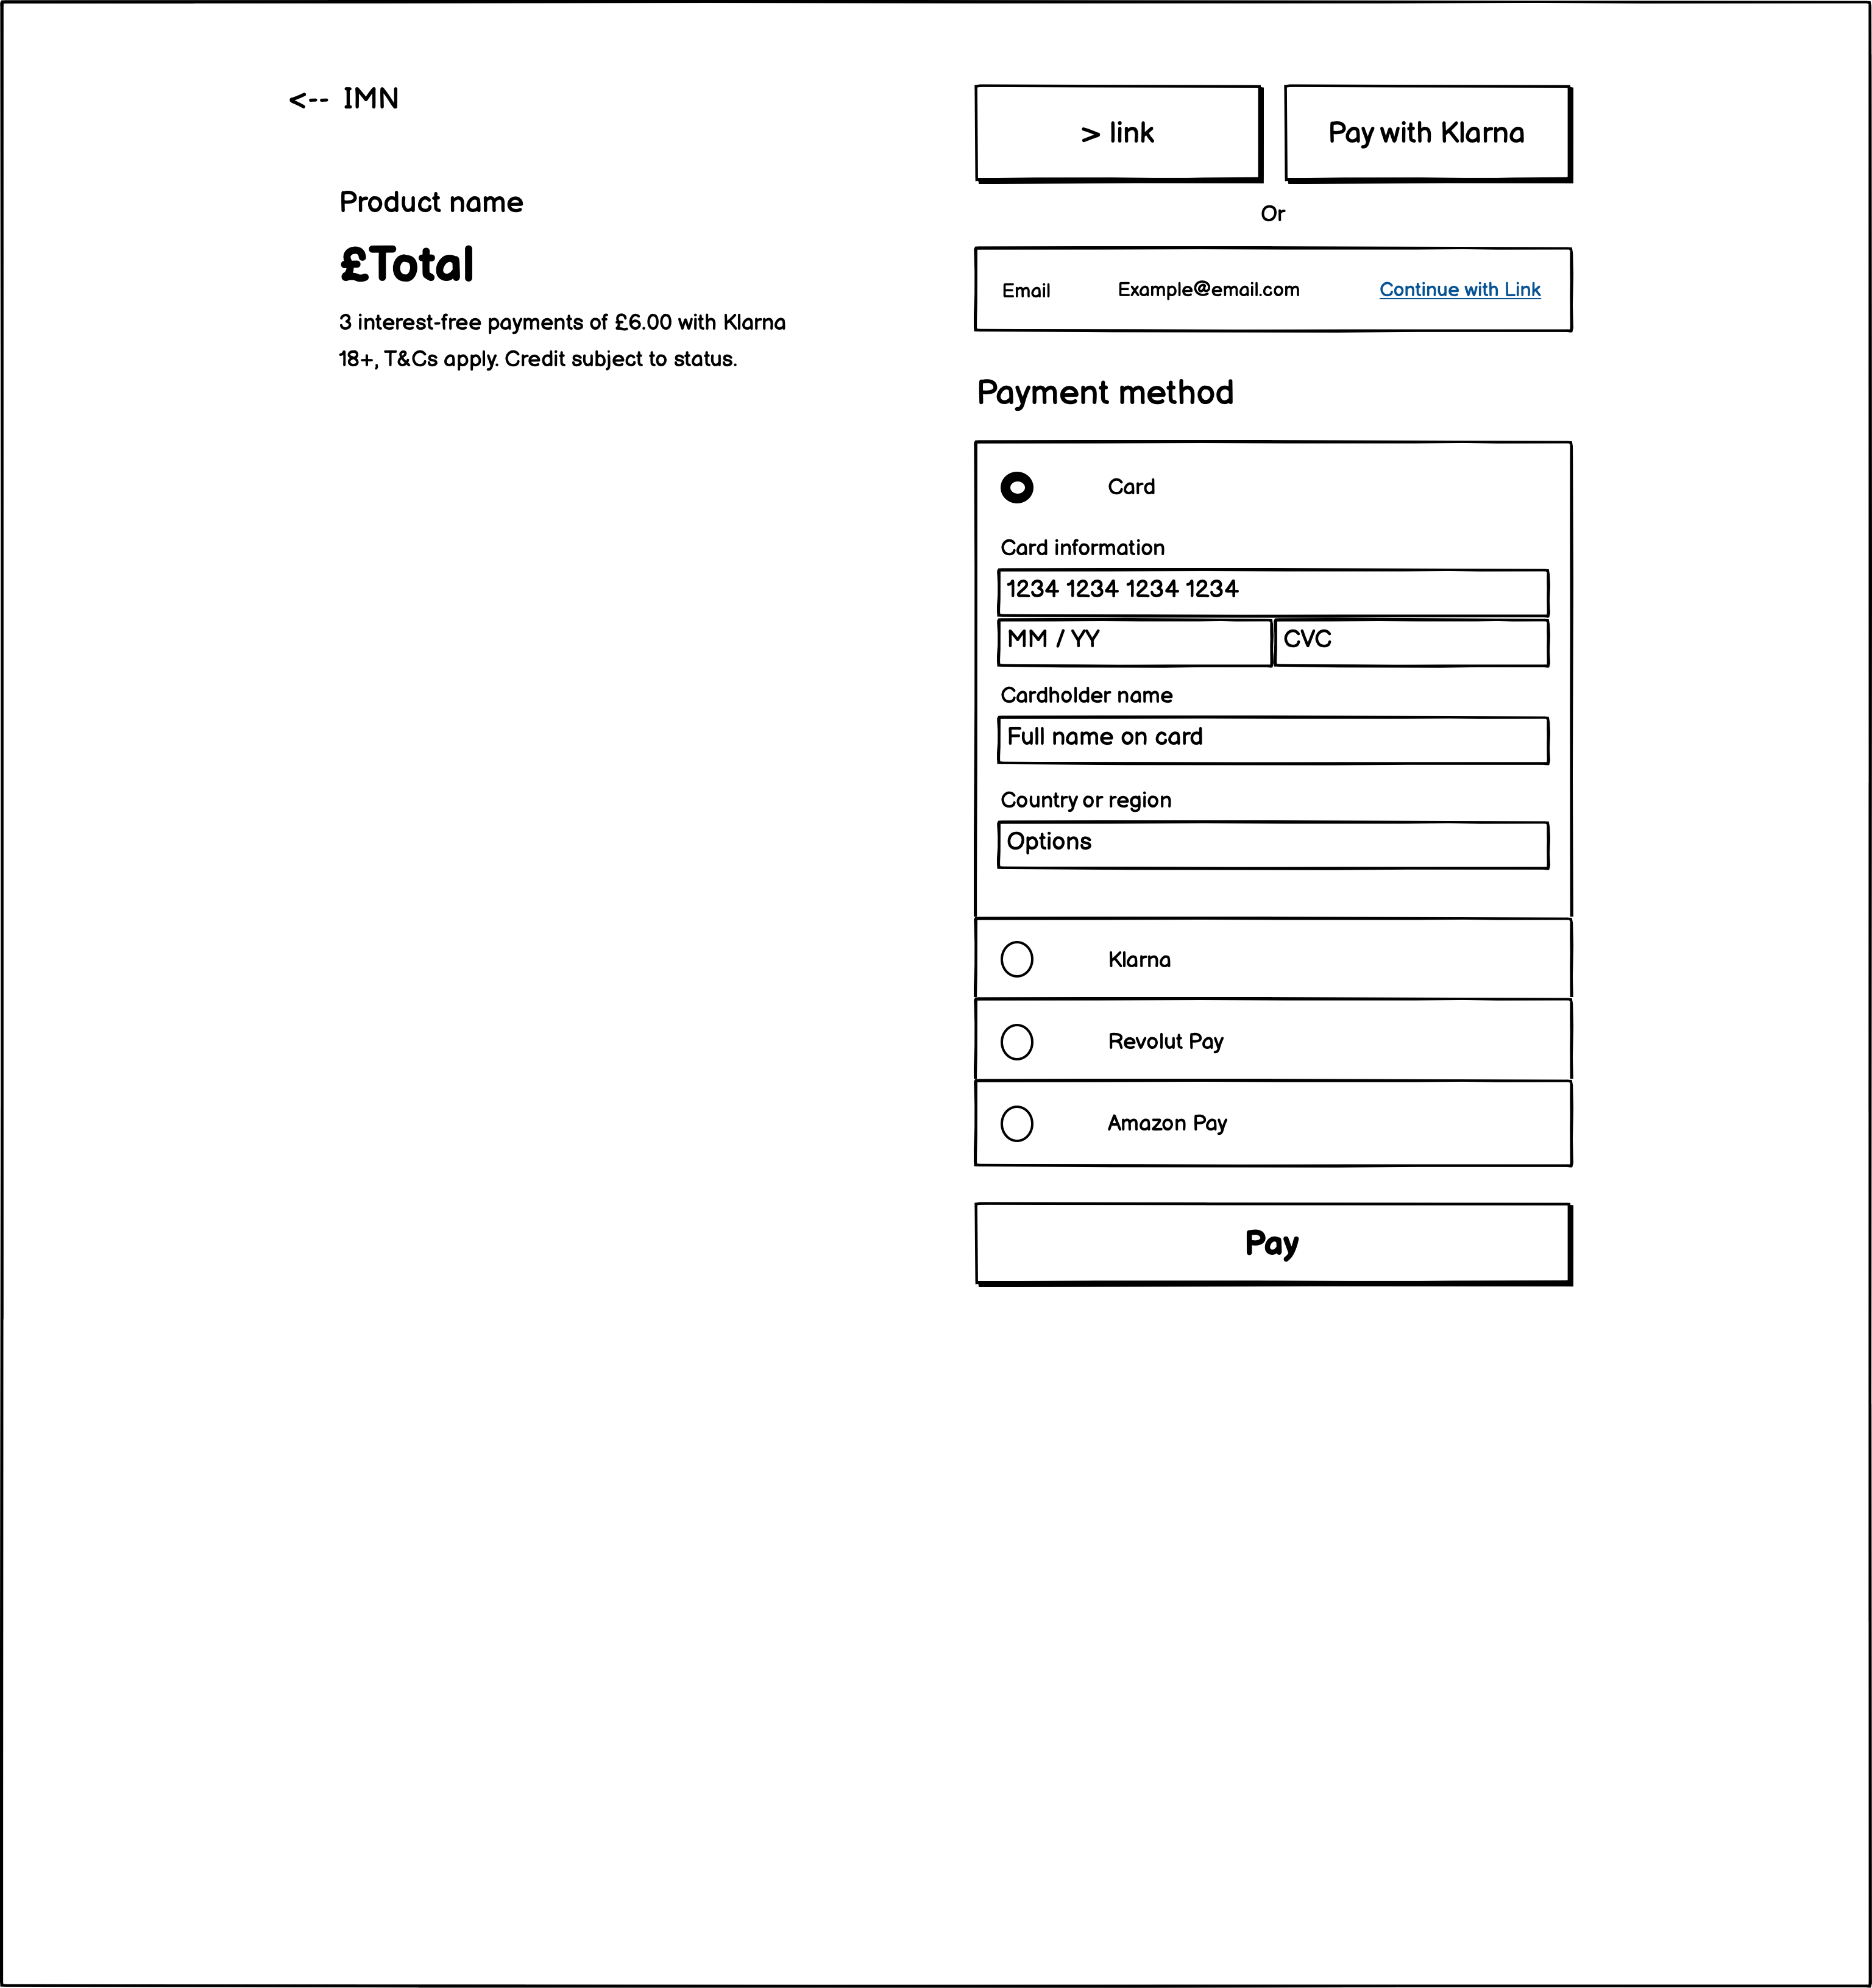 <-- IMN
Product name
£Total
3 interest-free payments of £6.00 with Klarna
18+, T&Cs apply. Credit subject to status.
> link
Pay with Klarna
Or
Email Example@email.com Continue with Link
Payment method
Card
Card information
1234 1234 1234 1234
MM / YY CVC
Cardholder name
Full name on card
Country or region
Options
Klarna
Revolut Pay
Amazon Pay
Pay